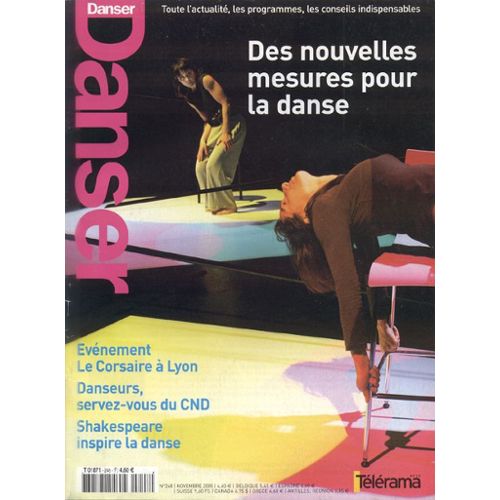 Danser
Toute l'actualité, les programmes, les conseils indispensables
Danser
Des nouvelles
mesures pour
la danse
Evénement
Le Corsaire à Lyon
Danseurs,
servez-vous du CND
Shakespeare
inspire la danse
Télérama